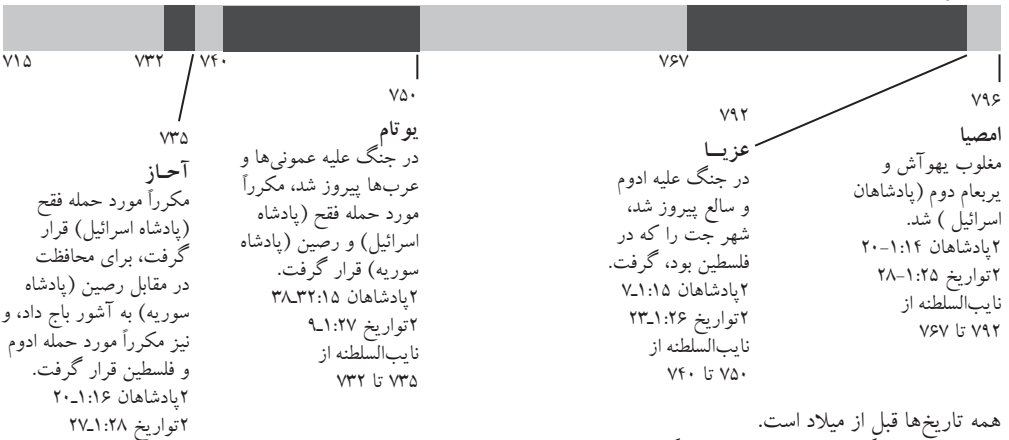 ۷۹۶
امصیا
مغلوب یهوآش و
یربعام دوم (پادشاهان
اسرائیل ) شد.
۲پادشاهان ۱:۱۴-۲۰
۲تواریخ ۱:۲۵-۲۸
نایب‌السلطنه از
۷۹۲ تا ۷۶۷
۷۶۷
۷۹۲
عزیـــا
در جنگ علیه ادوم
و سالع پیروز شد،
شهر جت را که در
فلسطین بود، گرفت.
۲پادشاهان ۱:۱۵ـ۷
۲تواریخ ۱:۲۶ـ۲۳
نایب‌السلطنه از
۷۵۰ تا ۷۴۰
۷۵۰
یوتام
در جنگ علیه عمونی‌ها و
عرب‌ها پیروز شد، مکرراً
مورد حمله فقح (پادشاه
اسرائیل) و رصین (پادشاه
سوریه) قرار گرفت.
۲پادشاهان ۳۲:۱۵ـ۳۸
۲تواریخ ۱:۲۷ـ۹
نایب‌السلطنه از
۷۳۵ تا ۷۳۲
۷۴۰
۷۳۲
۷۱۵
۷۳۵
آحــاز
مکرراً مورد حمله فقح
(پادشاه اسرائیل) قرار
گرفت، برای محافظت
در مقابل رصین (پادشاه
سوریه) به آشور باج داد، و
نیز مکرراً مورد حمله ادوم
و فلسطین قرار گرفت.
۲پادشاهان ۱:۱۶ـ۲۰
۲تواریخ ۱:۲۸ـ۲۷
همه تاریخ‌ها قبل از میلاد است.